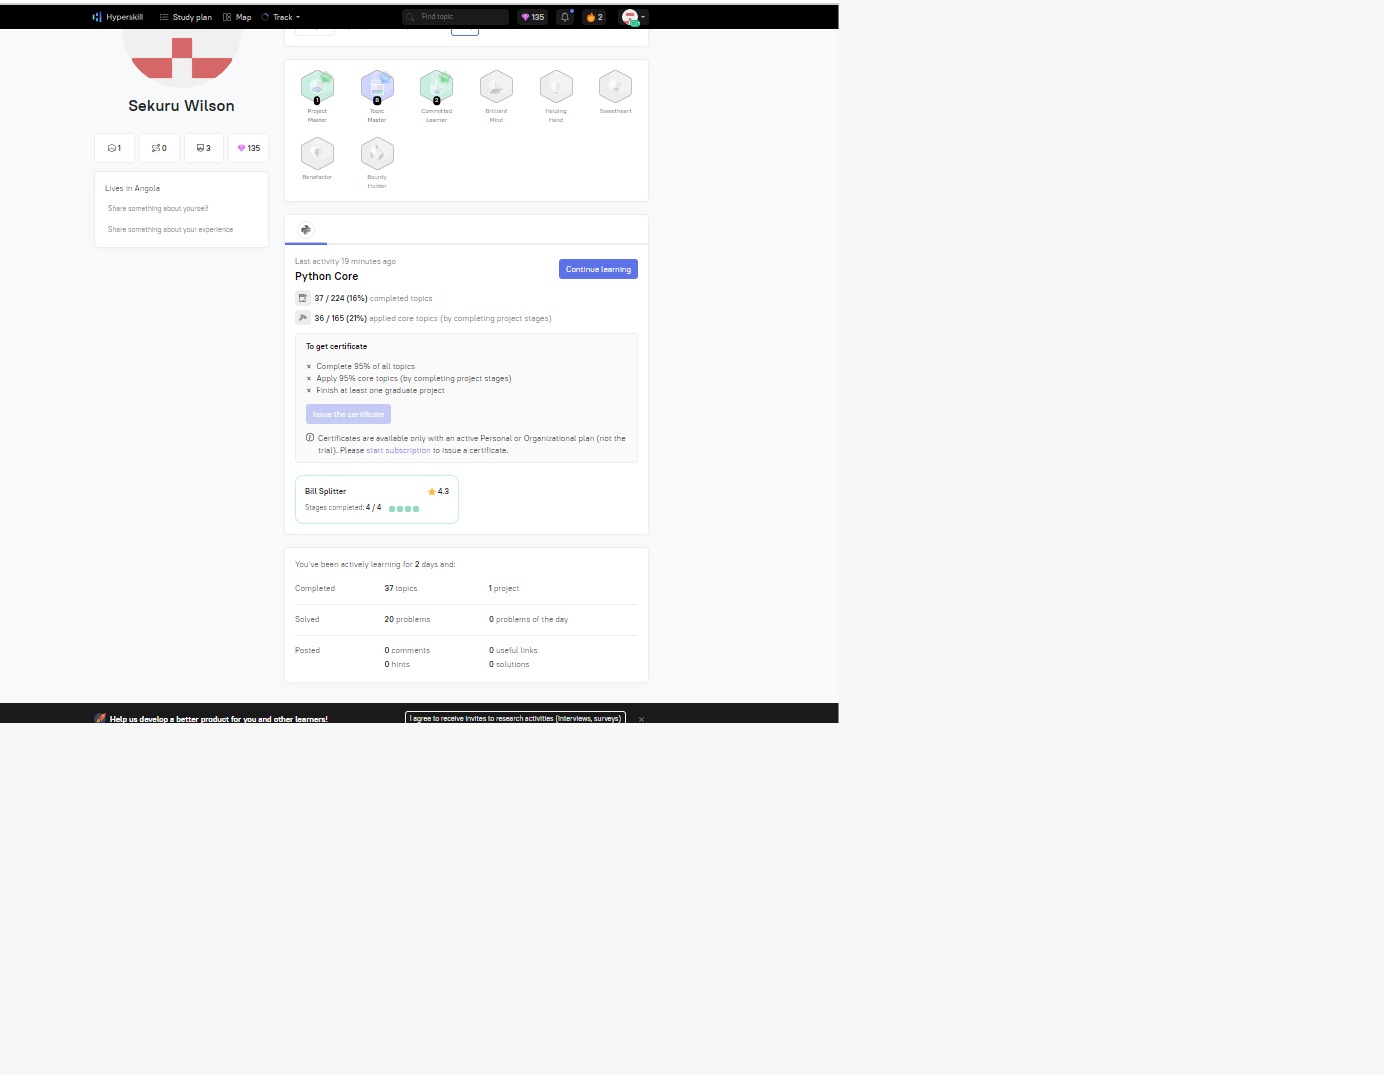 Hyperskill
Study plan
Map
Track
Find topic
135
2
Sekuru Wilson
1
0
3
135
Lives in Angola
Share something about yourself
Share something about your experience
1
Project
Master
Topic
Master
2
Committed
Learner
Brilliant
Mind
Helping
Hand
Sweetheart
Benefactor
Bounty
Hunter
Last activity 19 minutes ago
Python Core
Continue learning
37 / 224 (16%) completed topics
36 / 165 (21%) applied core topics (by completing project stages)
To get certificate
× Complete 95% of all topics
× Apply 95% core topics (by completing project stages)
× Finish at least one graduate project
Issue the certificate
Certificates are available only with an active Personal or Organizational plan (not the
trial). Please start subscription to issue a certificate.
Bill Splitter
4.3
Stages completed: 4 / 4
You've been actively learning for 2 days and:
Completed 37 topics 1 project
Solved 20 problems 0 problems of the day
Posted 0 comments 0 useful links
0 hints 0 solutions
Help us develop a better product for you and other learners!
I agree to receive invites to research activities (interviews, surveys)